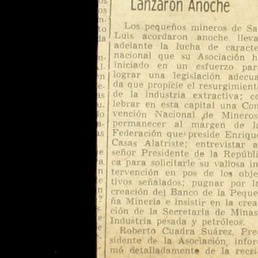 Lanzaron Anoche
Los pequeños mineros de Sa
Luis acordaron anoche lleva
adelante la lucha de caracte
nacional que su Asociación h
iniciado en un esfuerzo par
lograr una legislación adecua
da que propicie el resurgimient
de la industria extractiva; co
lebrar en esta capital una Con
vención Nacional de Mineros
permanecer al margen de l
Federación que preside Enriqu
Casas Alatriste; entrevistar a
señor Presidente de la Repúbli
ca para solicitarle su valiosa in
tervención en pos de los obje
tivos señalados; pugnar por l
creación del Banco de la Peque
ña Minería e insistir en la crea
ción de la Secretaría de Minas
Industria pesada y petróleos.
Roberto Cuadra Suárez, Pre
sidente de la Asociación, infor
mó detalladamente de la reci